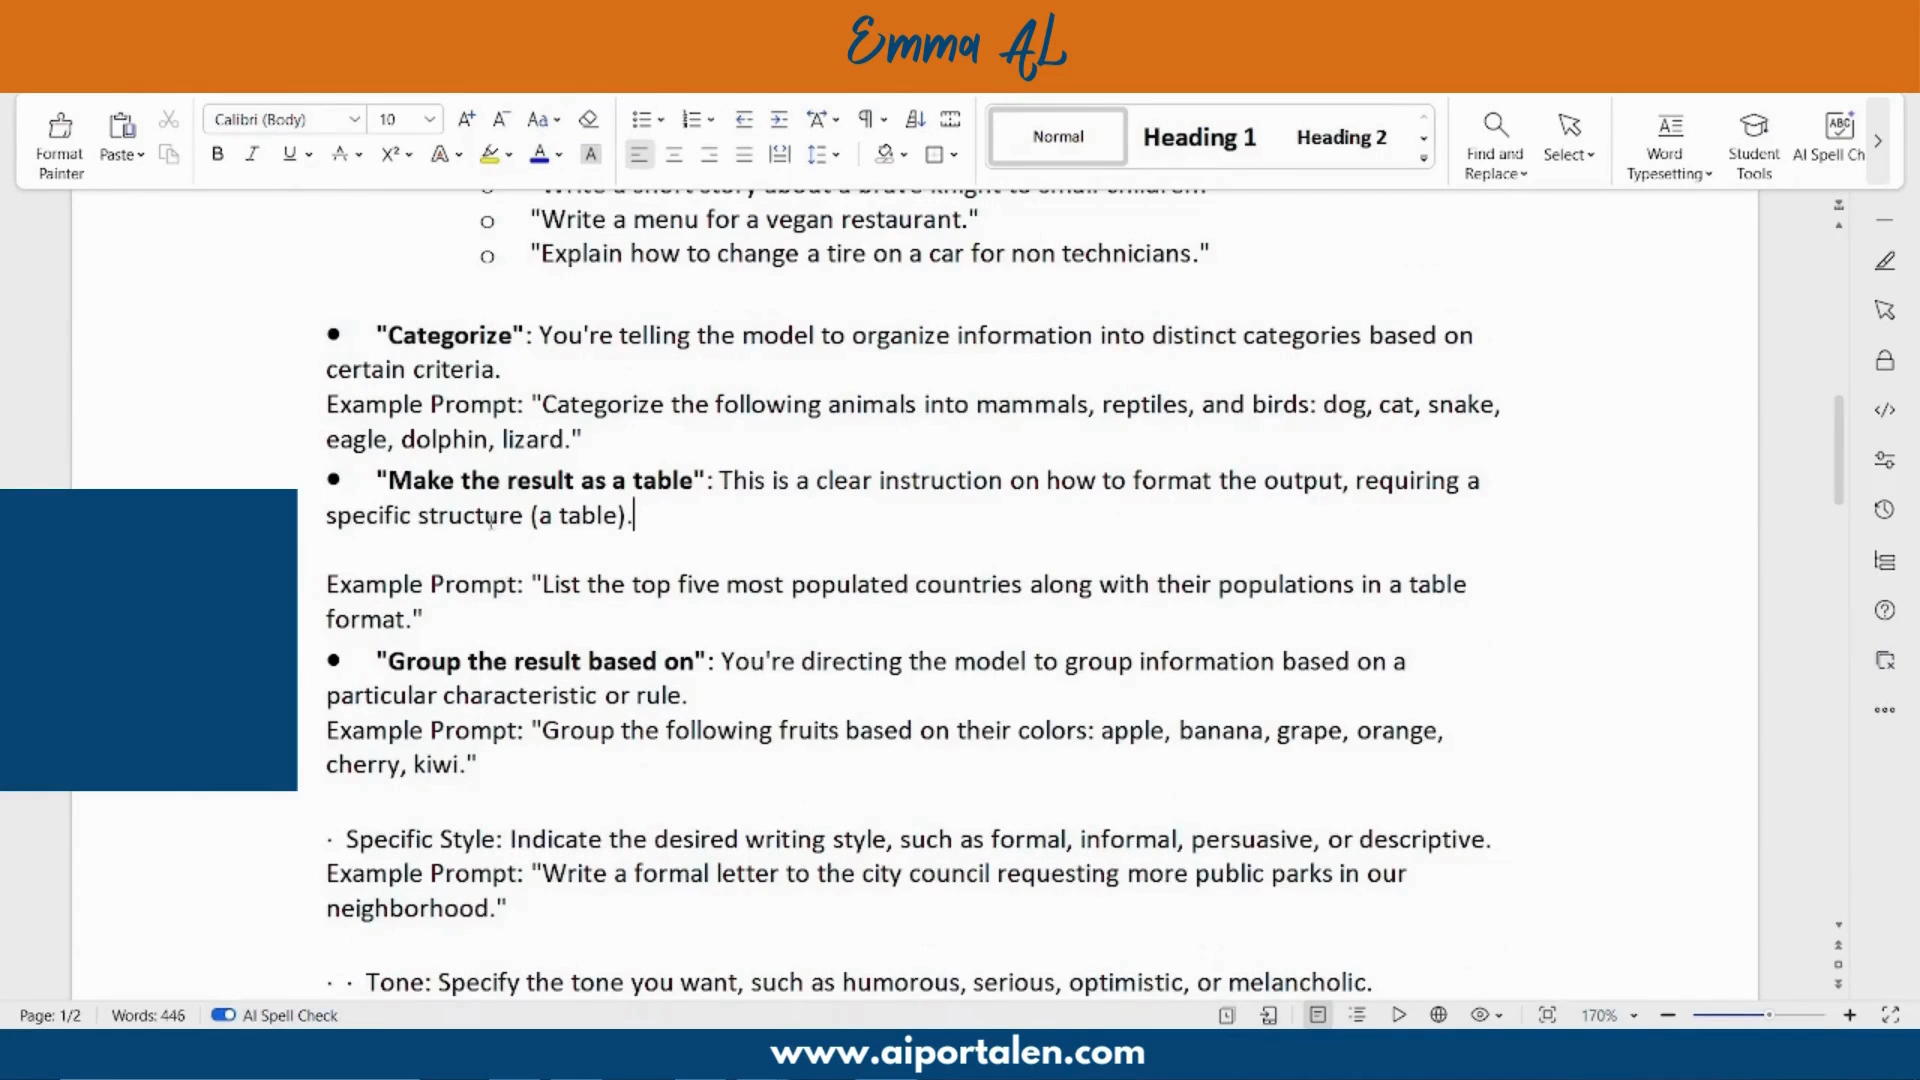 Emma AL
Format
Painter
Paste
Calibri (Body)
10
Normal
Heading 1
Heading 2
Find and
Replace
Select
Word
Typesetting
Student
Tools
AI Spell Ch
o "Write a short story about a brave knight to small children."
o "Write a menu for a vegan restaurant."
o "Explain how to change a tire on a car for non technicians."
● "Categorize": You're telling the model to organize information into distinct categories based on
certain criteria.
Example Prompt: "Categorize the following animals into mammals, reptiles, and birds: dog, cat, snake,
eagle, dolphin, lizard."
● "Make the result as a table": This is a clear instruction on how to format the output, requiring a
specific structure (a table).
Example Prompt: "List the top five most populated countries along with their populations in a table
format."
● "Group the result based on": You're directing the model to group information based on a
particular characteristic or rule.
Example Prompt: "Group the following fruits based on their colors: apple, banana, grape, orange,
cherry, kiwi."
· Specific Style: Indicate the desired writing style, such as formal, informal, persuasive, or descriptive.
Example Prompt: "Write a formal letter to the city council requesting more public parks in our
neighborhood."
· · Tone: Specify the tone you want, such as humorous, serious, optimistic, or melancholic.
Page: 1/2 Words: 446 AI Spell Check
170%
www.aiportalen.com